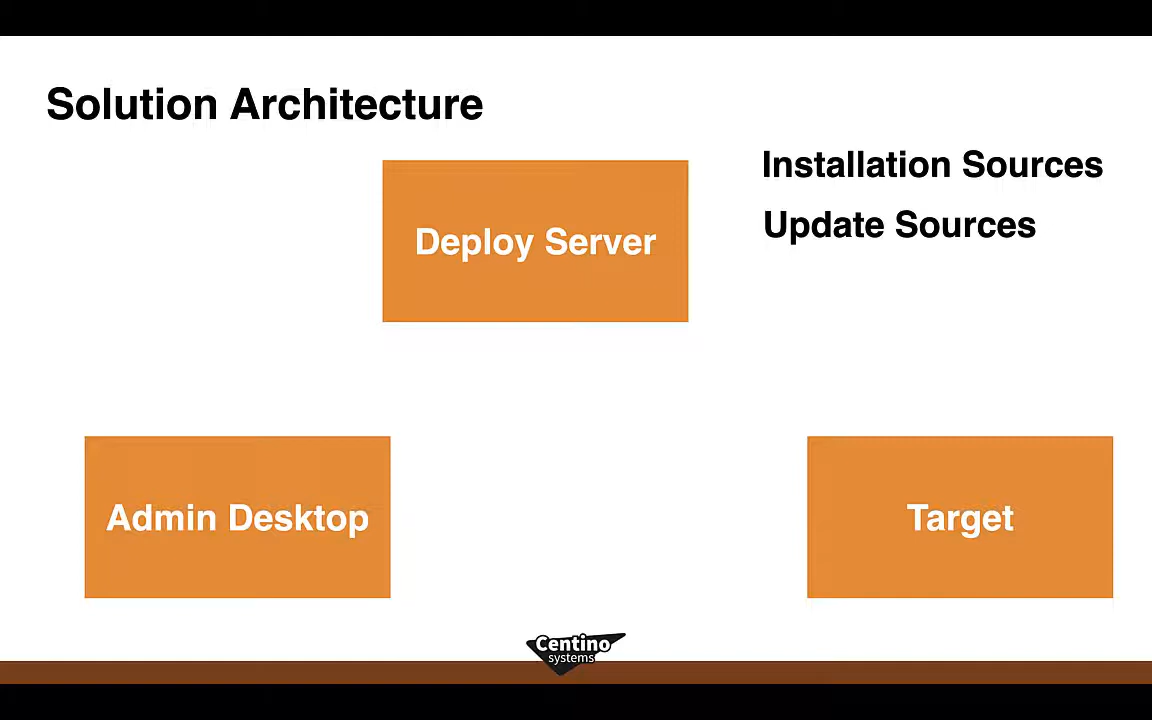 Solution Architecture
Installation Sources
Update Sources
Deploy Server
Admin Desktop
Target
Centino
systems